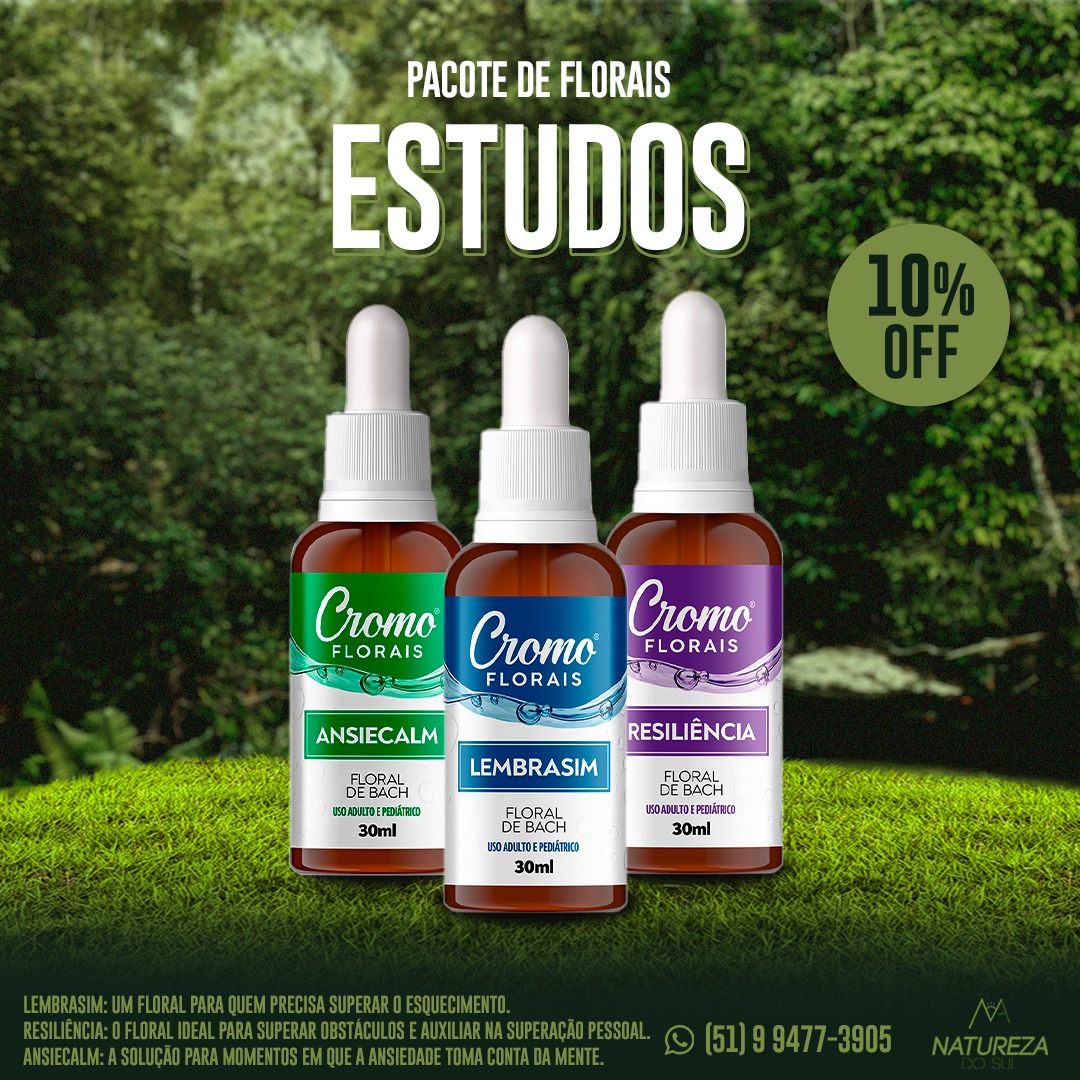 PACOTE DE FLORAIS
ESTUDOS
10%
OFF
Cromo®
FLORAIS
ANSIECALM
FLORAL
DE BACH
USO ADULTO E PEDIÁTRICO
30ml
Cromo®
FLORAIS
LEMBRASIM
FLORAL
DE BACH
USO ADULTO E PEDIÁTRICO
30ml
Cromo®
FLORAIS
RESILIÊNCIA
FLORAL
DE BACH
USO ADULTO E PEDIÁTRICO
30ml
LEMBRASIM: UM FLORAL PARA QUEM PRECISA SUPERAR O ESQUECIMENTO.
RESILIÊNCIA: O FLORAL IDEAL PARA SUPERAR OBSTÁCULOS E AUXILIAR NA SUPERAÇÃO PESSOAL.
ANSIECALM: A SOLUÇÃO PARA MOMENTOS EM QUE A ANSIEDADE TOMA CONTA DA MENTE.
(51) 9 9477-3905
NATUREZA
DO SUL